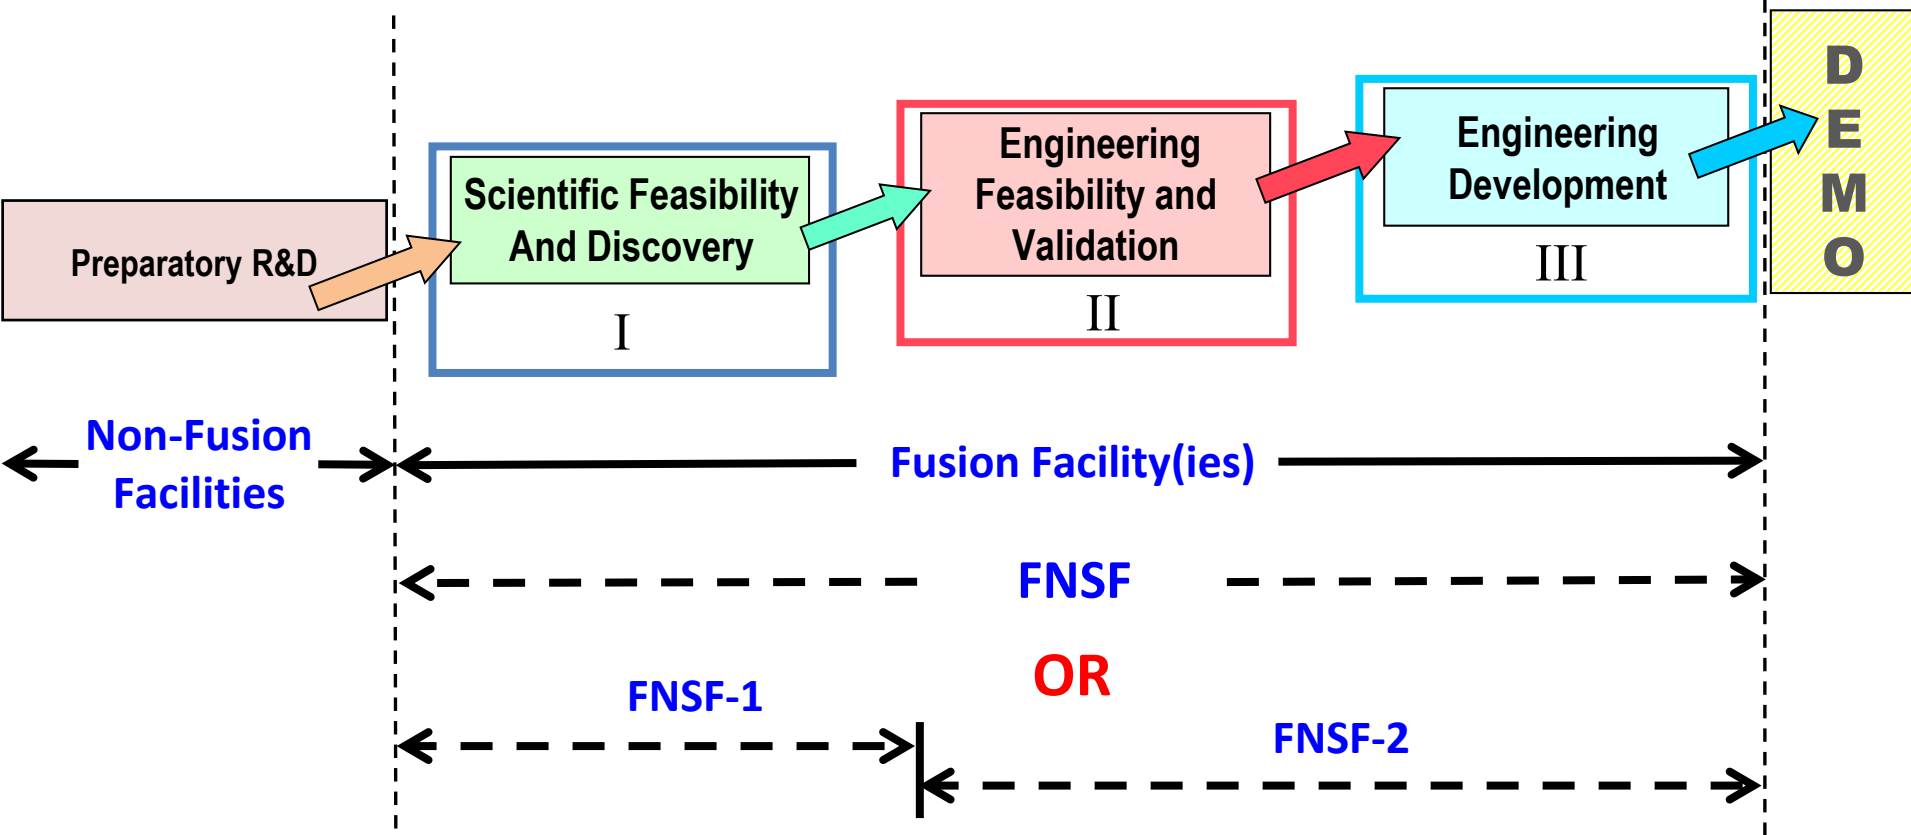 Preparatory R&D
Scientific Feasibility
And Discovery
I
Engineering
Feasibility and
Validation
II
Engineering
Development
III
D
E
M
O
Non-Fusion
Facilities
Fusion Facility(ies)
FNSF
OR
FNSF-1
FNSF-2